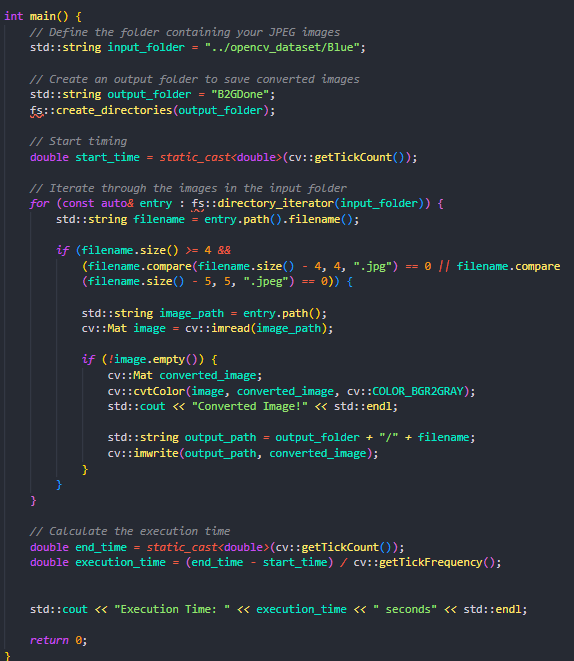 int main() {
    // Define the folder containing your JPEG images
    std::string input_folder = "../opencv_dataset/Blue";

    // Create an output folder to save converted images
    std::string output_folder = "B2GDone";
    fs::create_directories(output_folder);

    // Start timing
    double start_time = static_cast<double>(cv::getTickCount());

    // Iterate through the images in the input folder
    for (const auto& entry : fs::directory_iterator(input_folder)) {
        std::string filename = entry.path().filename();

        if (filename.size() >= 4 &&
            (filename.compare(filename.size() - 4, 4, ".jpg") == 0 || filename.compare
            (filename.size() - 5, 5, ".jpeg") == 0)) {

            std::string image_path = entry.path();
            cv::Mat image = cv::imread(image_path);

            if (!image.empty()) {
                cv::Mat converted_image;
                cv::cvtColor(image, converted_image, cv::COLOR_BGR2GRAY);
                std::cout << "Converted Image!" << std::endl;

                std::string output_path = output_folder + "/" + filename;
                cv::imwrite(output_path, converted_image);
            }
        }
    }

    // Calculate the execution time
    double end_time = static_cast<double>(cv::getTickCount());
    double execution_time = (end_time - start_time) / cv::getTickFrequency();


    std::cout << "Execution Time: " << execution_time << " seconds" << std::endl;

    return 0;
}